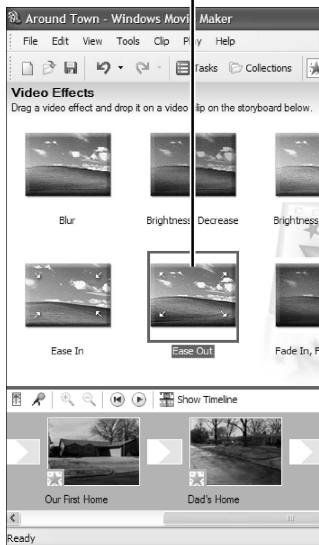 Around Town - Windows Movie Maker
File Edit View Tools Clip Play Help
Tasks Collections
Video Effects
Drag a video effect and drop it on a video clip on the storyboard below.
Blur Brightness, Decrease Brightness
Ease In Ease Out Fade In, F
Show Timeline
Our First Home Dad's Home
Ready